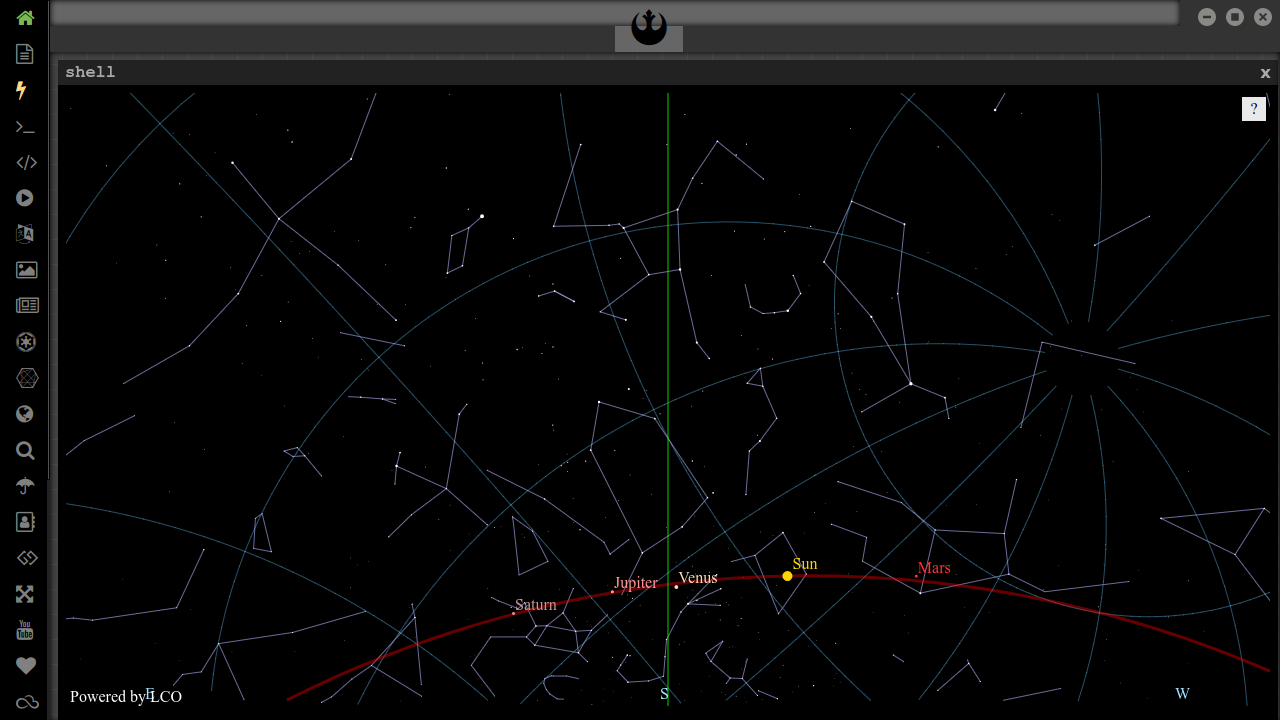 shell
x
?
Sun
Mars
Venus
Jupiter
Saturn
E
S
W
Powered by LCO
You
Tube